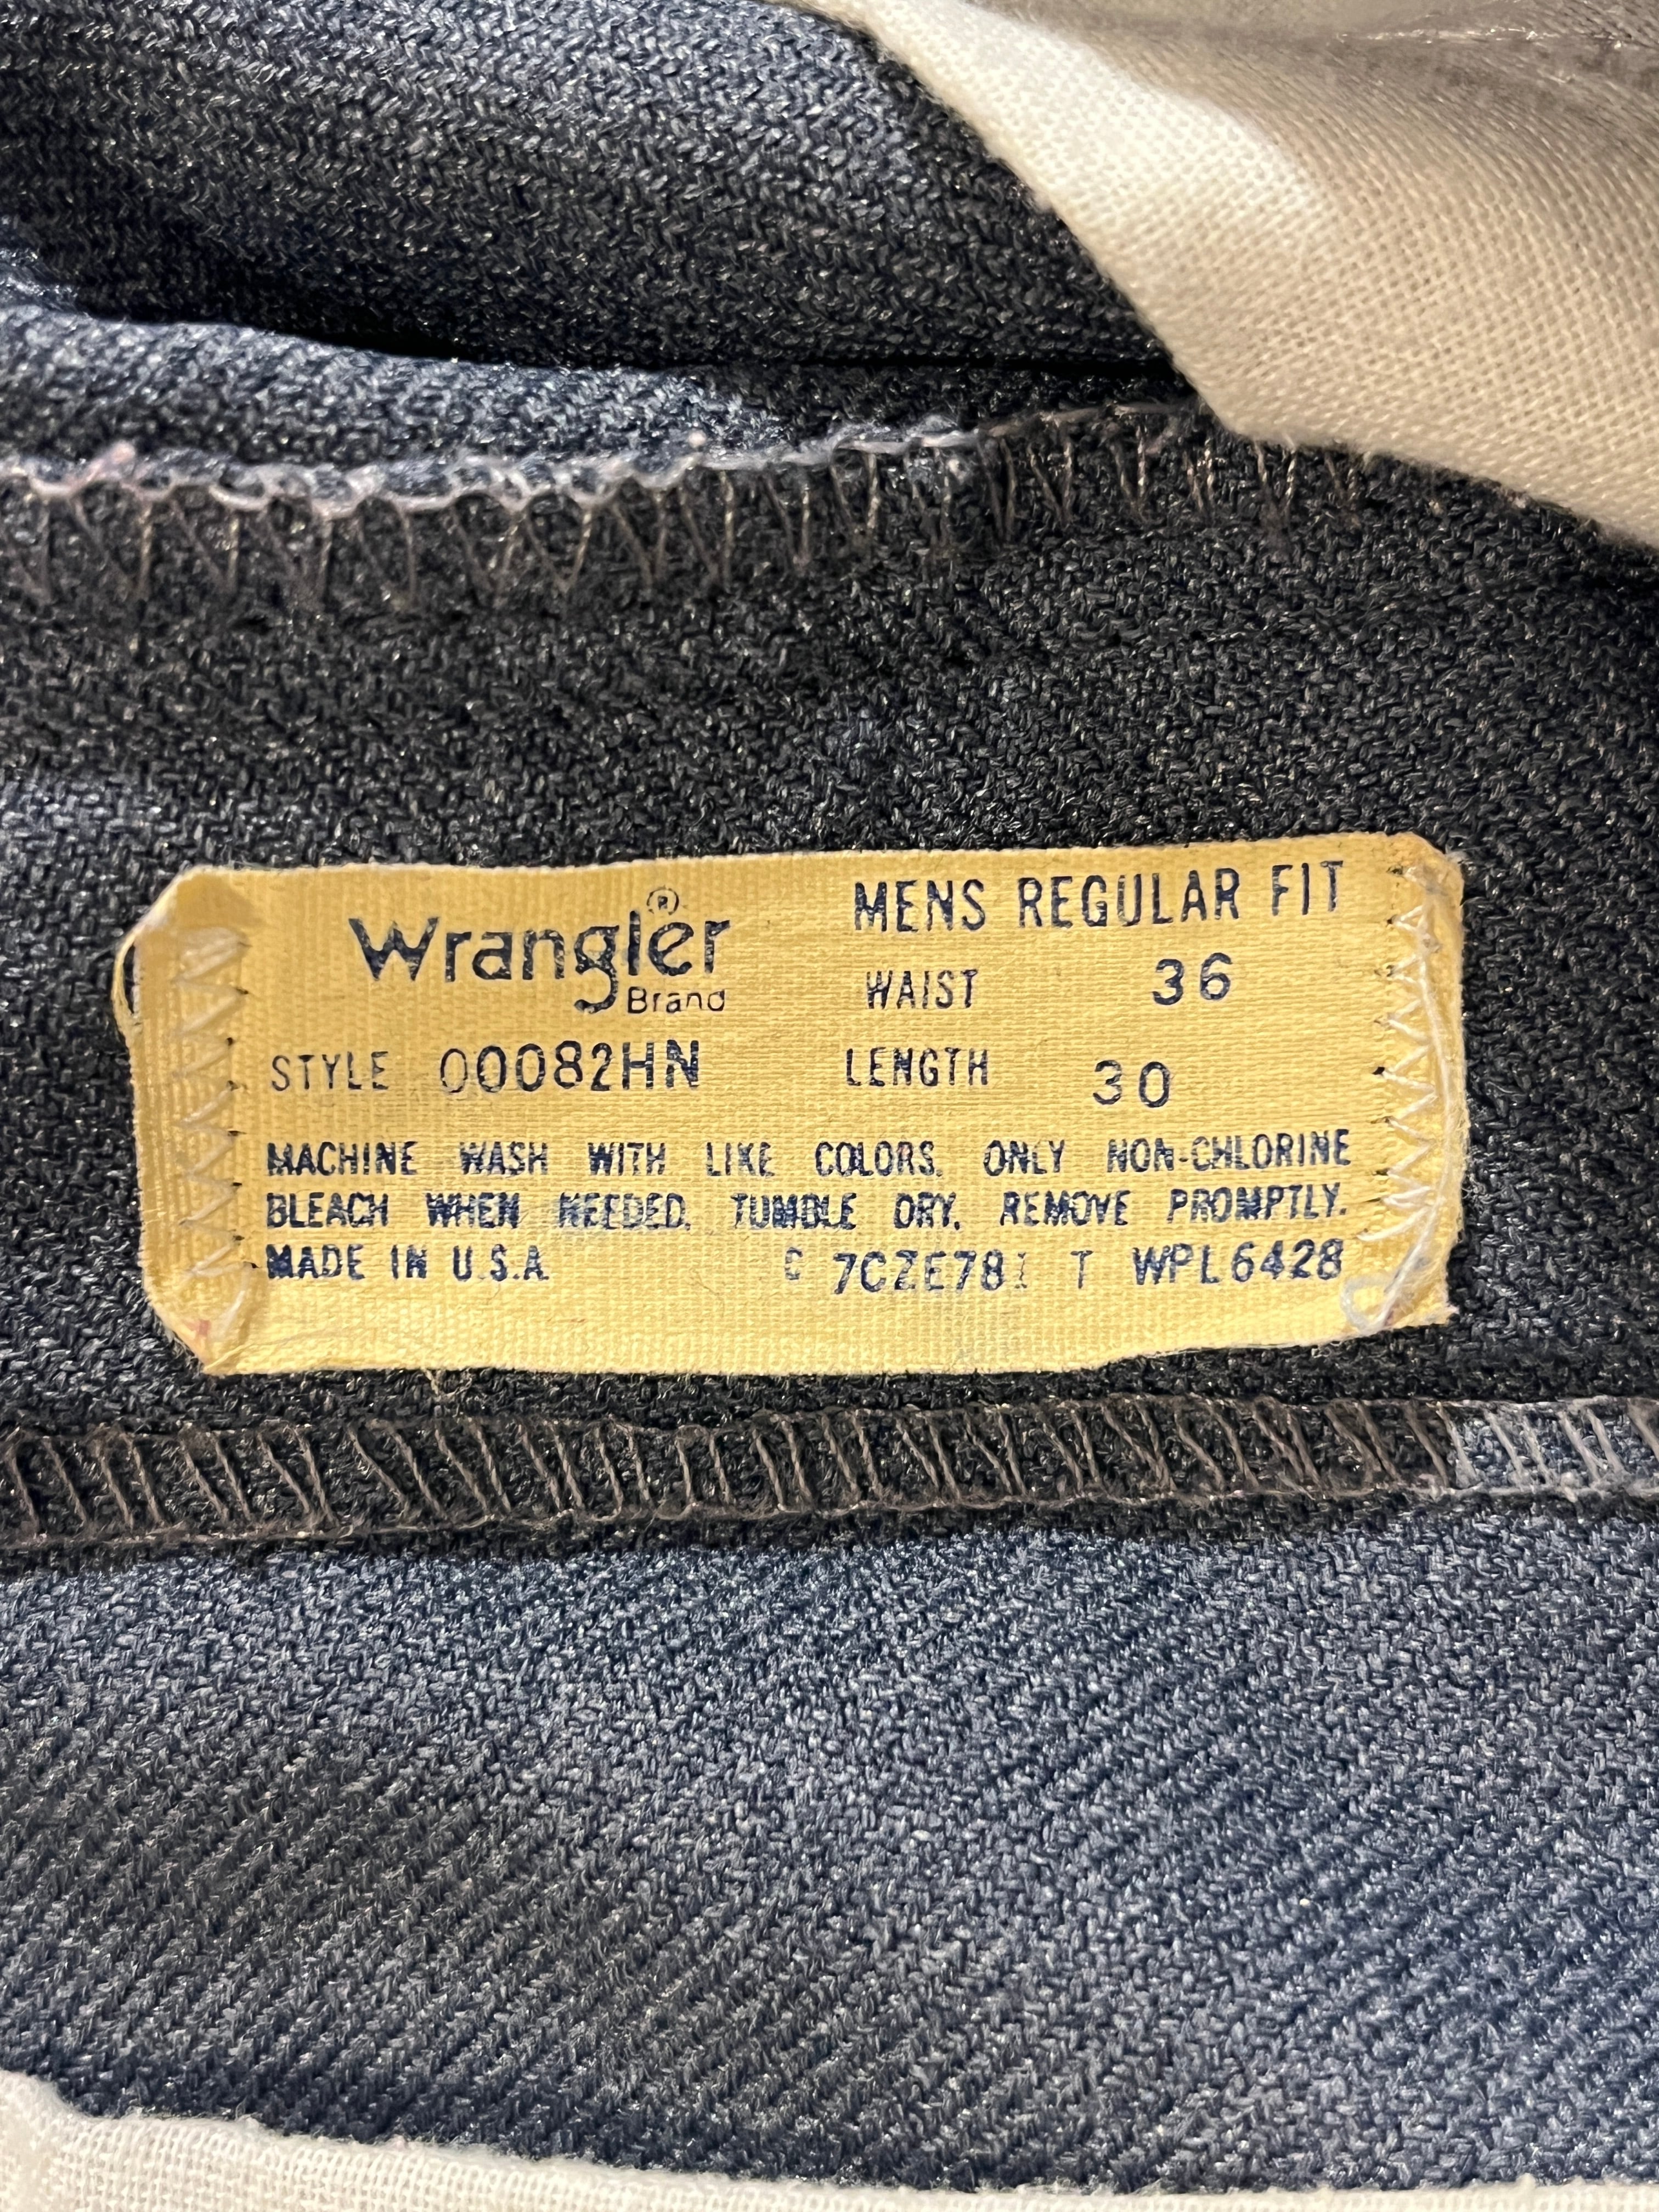 Wrangler®
Brand
MENS REGULAR FIT
WAIST 36
STYLE 00082HN
LENGTH 30
MACHINE WASH WITH LIKE COLORS. ONLY NON-CHLORINE
BLEACH WHEN NEEDED. TUMBLE DRY. REMOVE PROMPTLY.
MADE IN U.S.A. C 7CZE781 T WPL6428